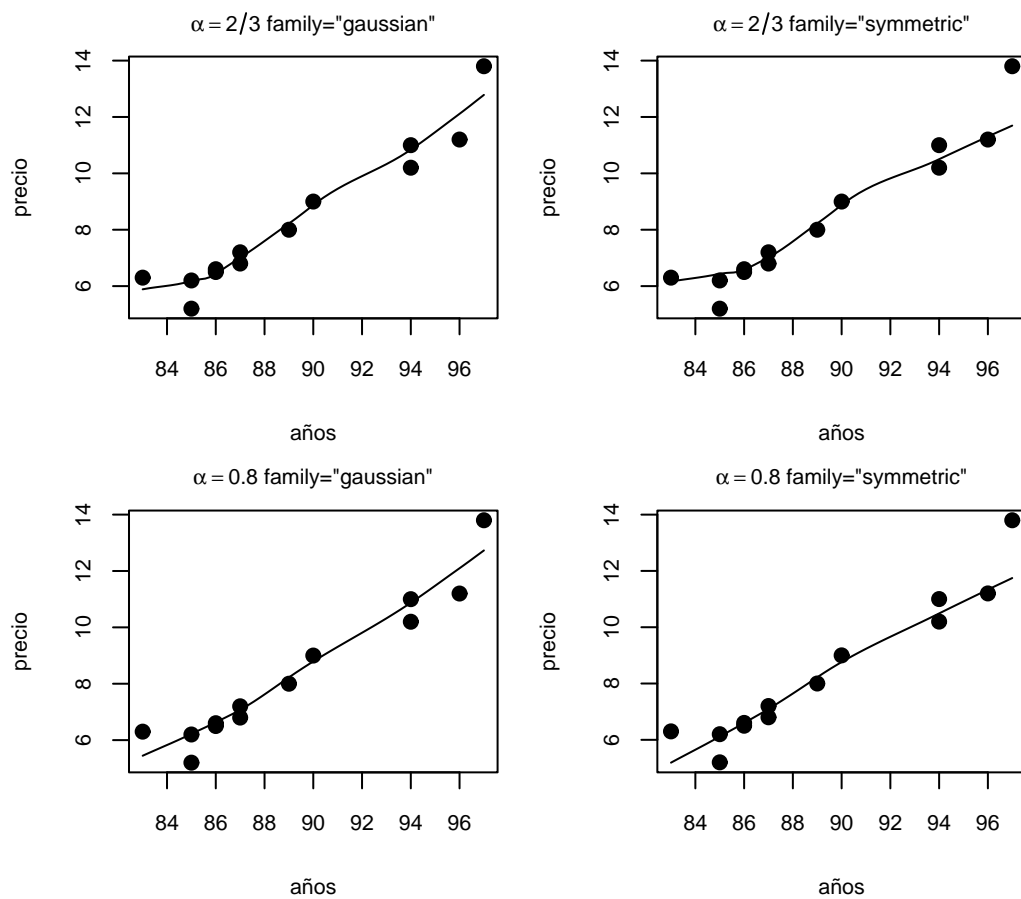 α = 2/3 family="gaussian"
precio
14
12
10
8
6
84 86 88 90 92 94 96
años
α = 2/3 family="symmetric"
precio
14
12
10
8
6
84 86 88 90 92 94 96
años
α = 0.8 family="gaussian"
precio
14
12
10
8
6
84 86 88 90 92 94 96
años
α = 0.8 family="symmetric"
precio
14
12
10
8
6
84 86 88 90 92 94 96
años